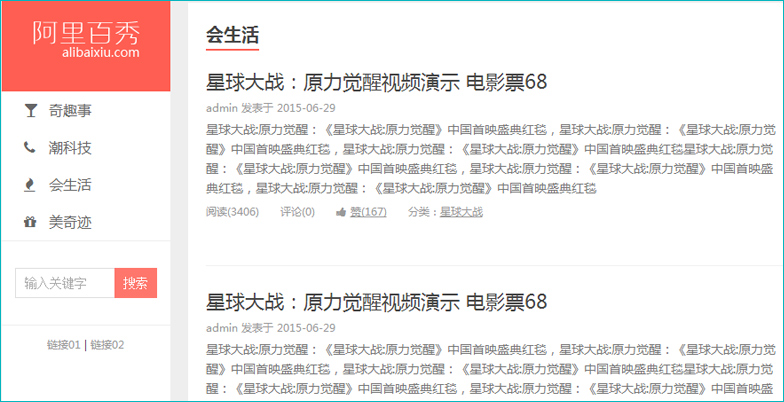 阿里百秀
alibaixiu.com
奇趣事
潮科技
会生活
美奇迹
输入关键字 搜索
链接01 | 链接02
会生活
星球大战：原力觉醒视频演示 电影票68
admin 发表于 2015-06-29
星球大战:原力觉醒：《星球大战:原力觉醒》中国首映盛典红毯，星球大战:原力觉醒：《星球大战:原力觉
醒》中国首映盛典红毯，星球大战:原力觉醒：《星球大战:原力觉醒》中国首映盛典红毯星球大战:原力觉
醒：《星球大战:原力觉醒》中国首映盛典红毯，星球大战:原力觉醒：《星球大战:原力觉醒》中国首映盛
典红毯，星球大战:原力觉醒：《星球大战:原力觉醒》中国首映盛典红毯
阅读(3406) 评论(0) 赞(167) 分类：星球大战
星球大战：原力觉醒视频演示 电影票68
admin 发表于 2015-06-29
星球大战:原力觉醒：《星球大战:原力觉醒》中国首映盛典红毯，星球大战:原力觉醒：《星球大战:原力觉
醒》中国首映盛典红毯，星球大战:原力觉醒：《星球大战:原力觉醒》中国首映盛典红毯星球大战:原力觉
醒：《星球大战:原力觉醒》中国首映盛典红毯，星球大战:原力觉醒：《星球大战:原力觉醒》中国首映盛